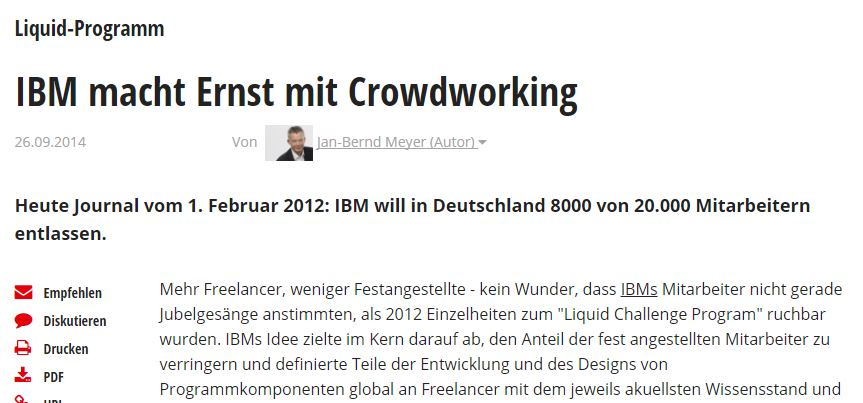 Liquid-Programm
IBM macht Ernst mit Crowdworking
26.09.2014 Von Jan-Bernd Meyer (Autor)
Heute Journal vom 1. Februar 2012: IBM will in Deutschland 8000 von 20.000 Mitarbeitern
entlassen.
Empfehlen
Diskutieren
Drucken
PDF
URL
Mehr Freelancer, weniger Festangestellte - kein Wunder, dass IBMs Mitarbeiter nicht gerade
Jubelgesänge anstimmten, als 2012 Einzelheiten zum "Liquid Challenge Program" ruchbar
wurden. IBMs Idee zielte im Kern darauf ab, den Anteil der fest angestellten Mitarbeiter zu
verringern und definierte Teile der Entwicklung und des Designs von
Programmkomponenten global an Freelancer mit dem jeweils akuellsten Wissensstand und